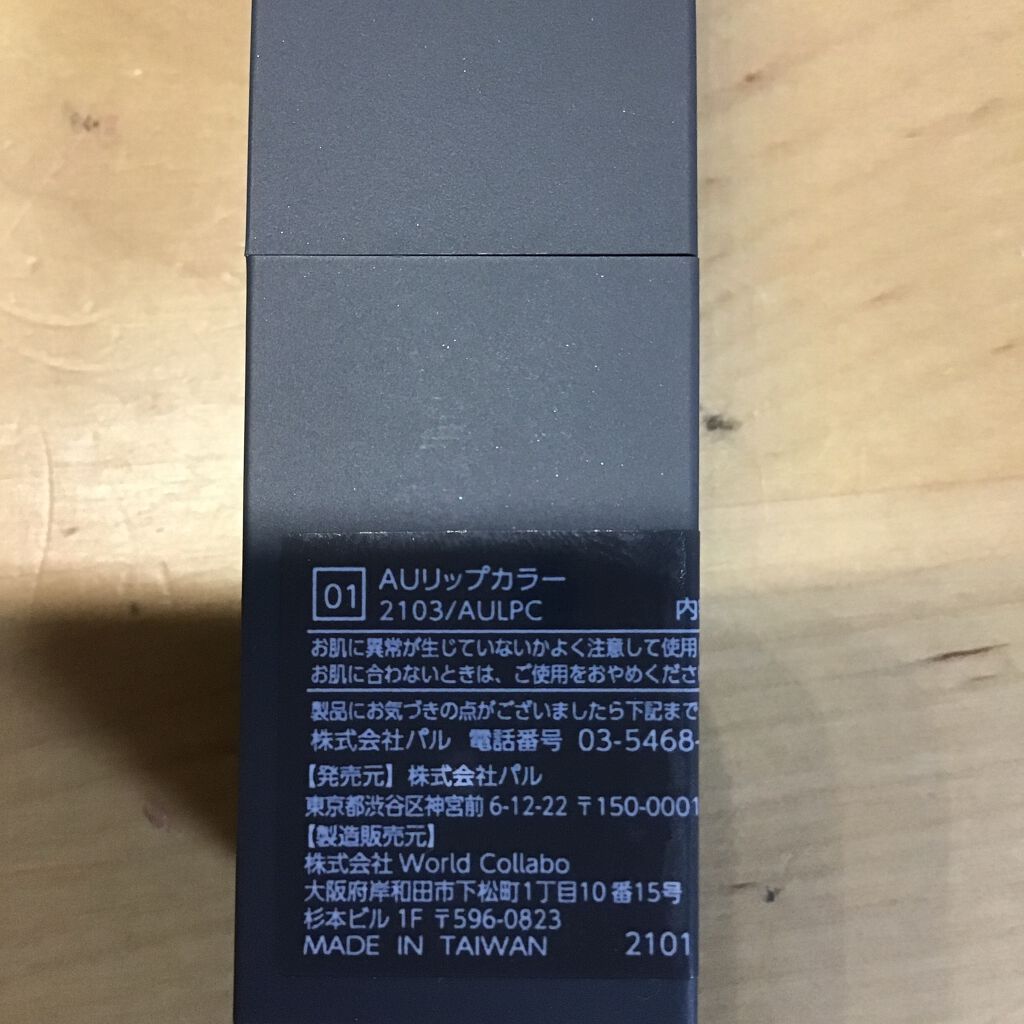 01 AUリップカラー
2103/AULPC 内
お肌に異常が生じていないかよく注意して使用
お肌に合わないときは、ご使用をおやめくださ
製品にお気づきの点がございましたら下記まで
株式会社パル 電話番号 03-5468-
【発売元】株式会社パル
東京都渋谷区神宮前6-12-22 〒150-0001
【製造販売元】
株式会社 World Collabo
大阪府岸和田市下松町1丁目10番15号
杉本ビル 1F 〒596-0823
MADE IN TAIWAN 2101